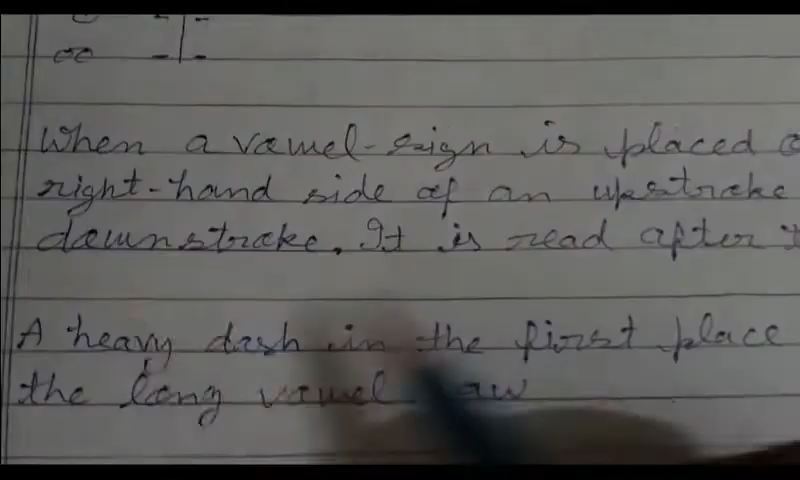 oo
When a vowel-sign is placed
right-hand side of an upstroke
downstroke. It is read after
A heavy dash in the first place
the long vowel aw